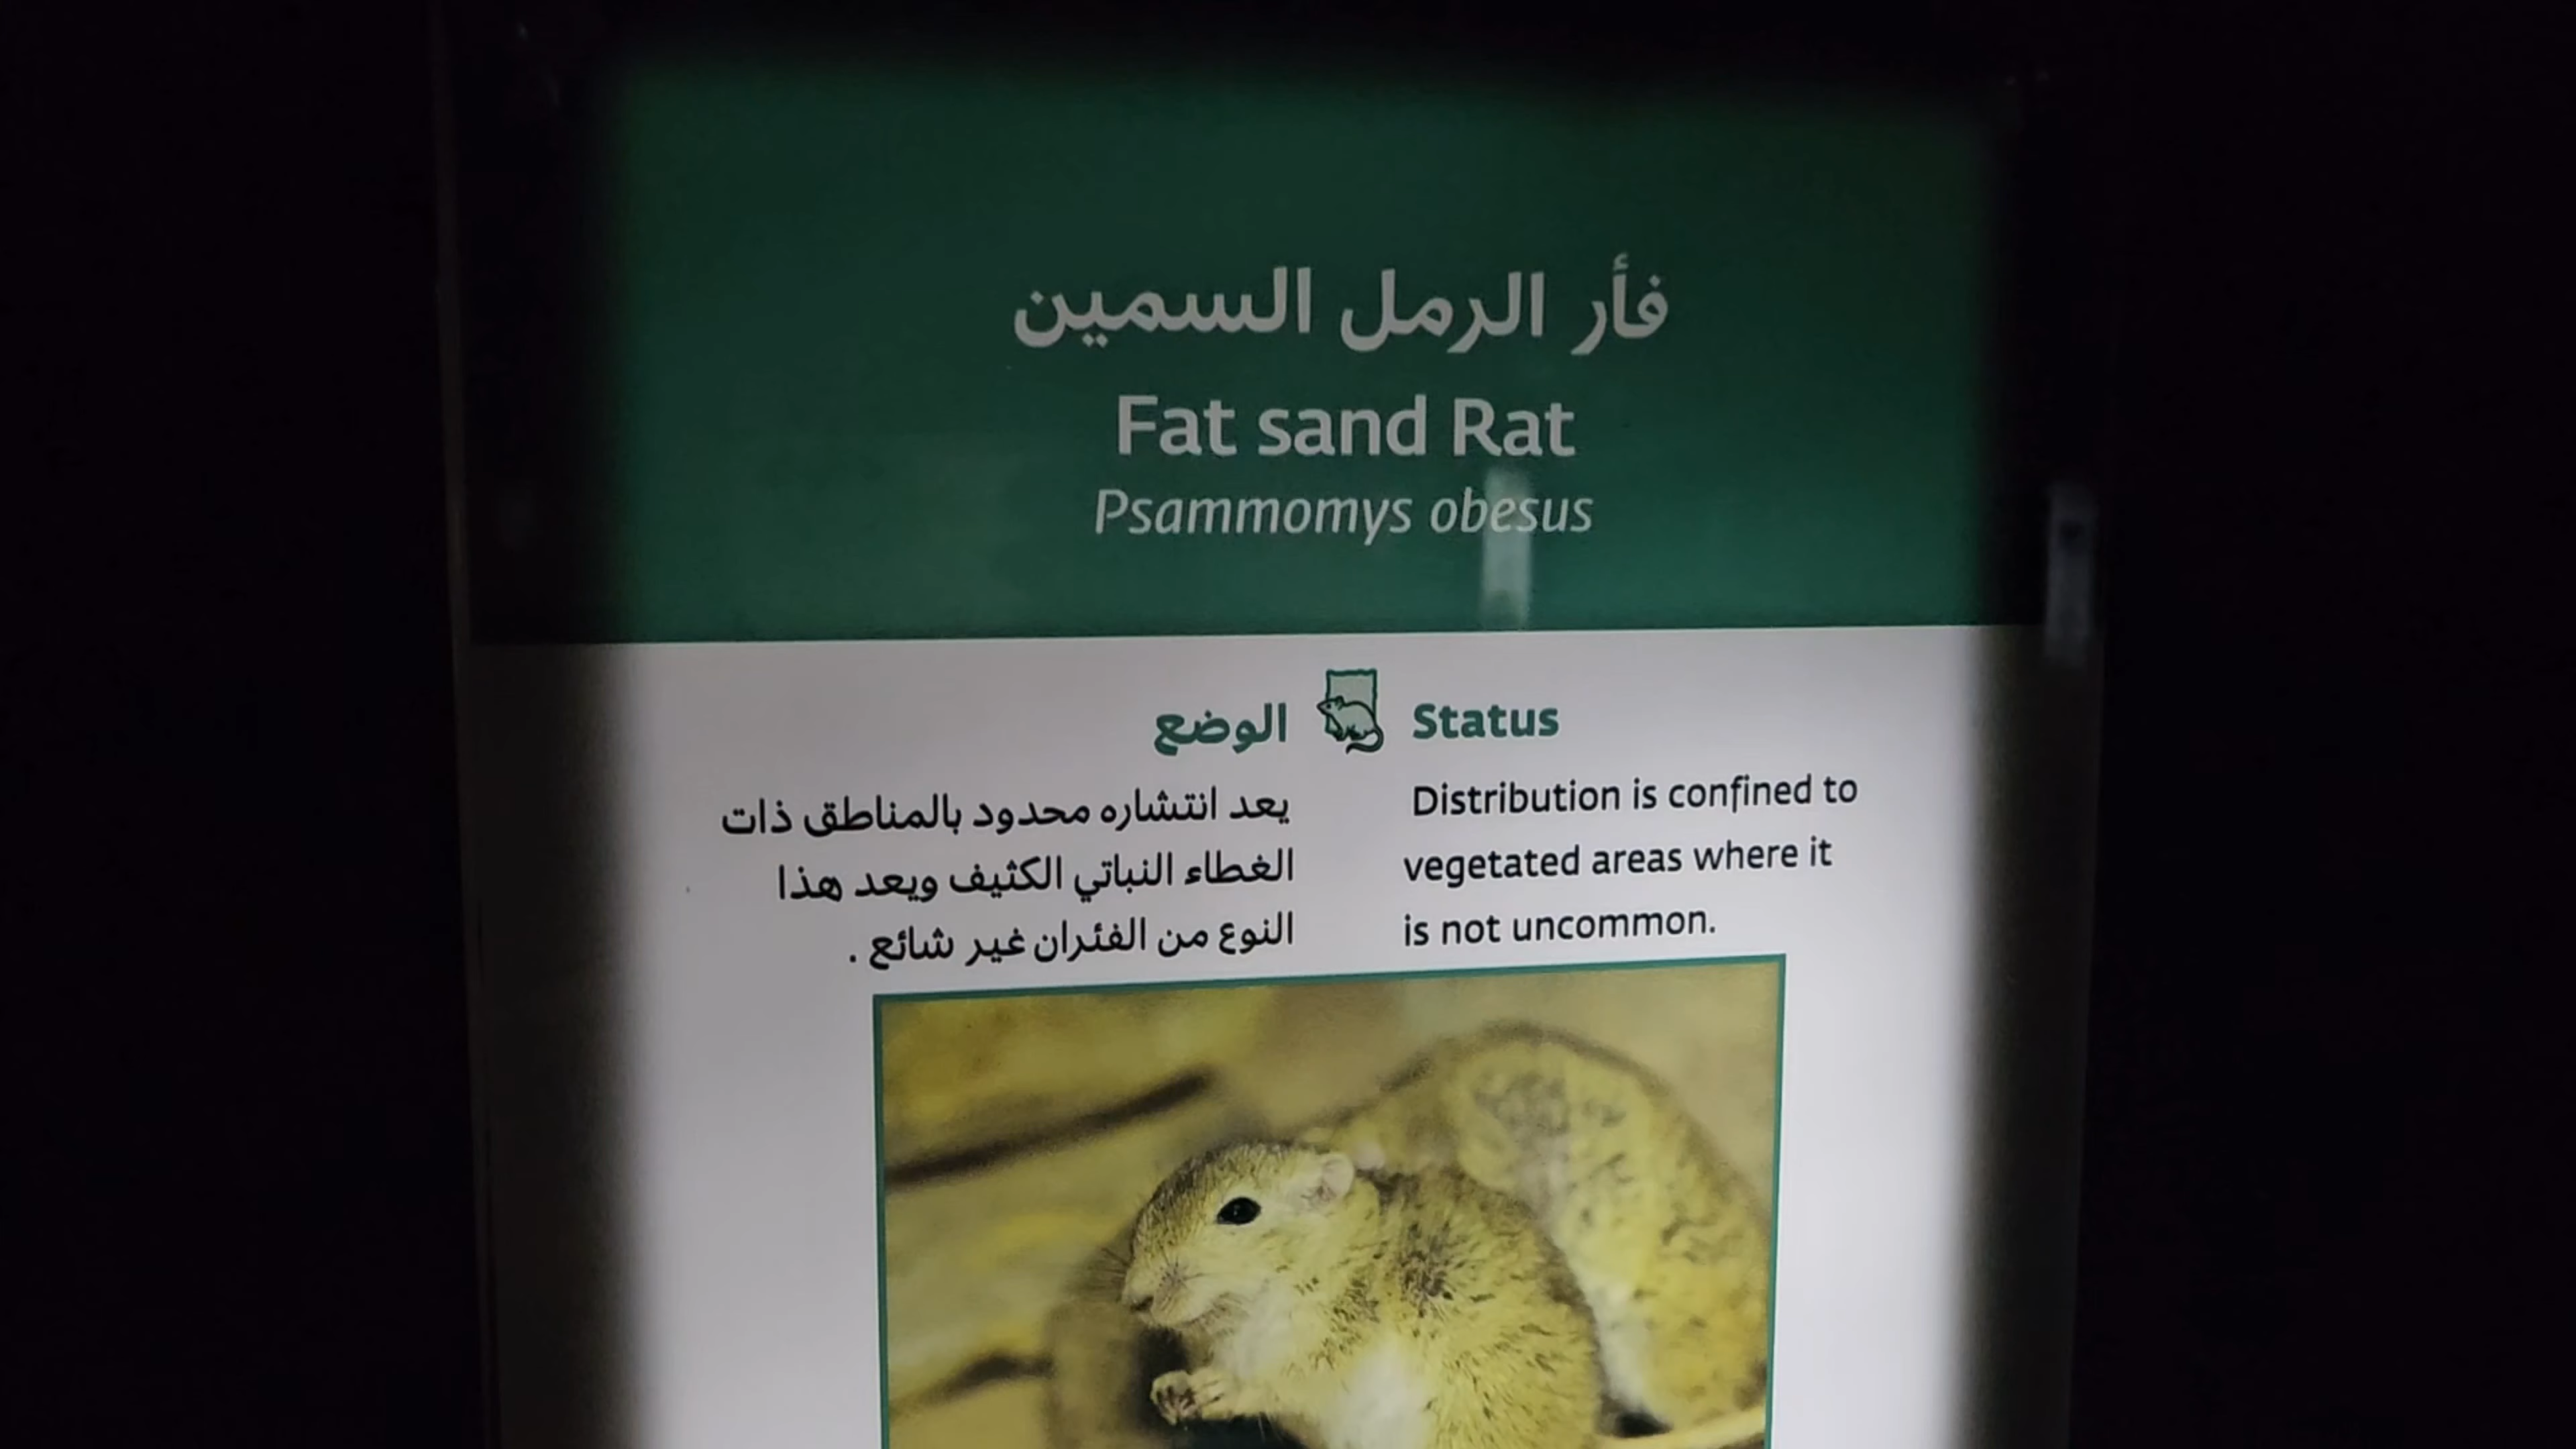 فأر الرمل السمين
Fat sand Rat
Psammomys obesus
الوضع
يعد انتشاره محدود بالمناطق ذات
الغطاء النباتي الكثيف ويعد هذا
النوع من الفئران غير شائع .
Status
Distribution is confined to
vegetated areas where it
is not uncommon.